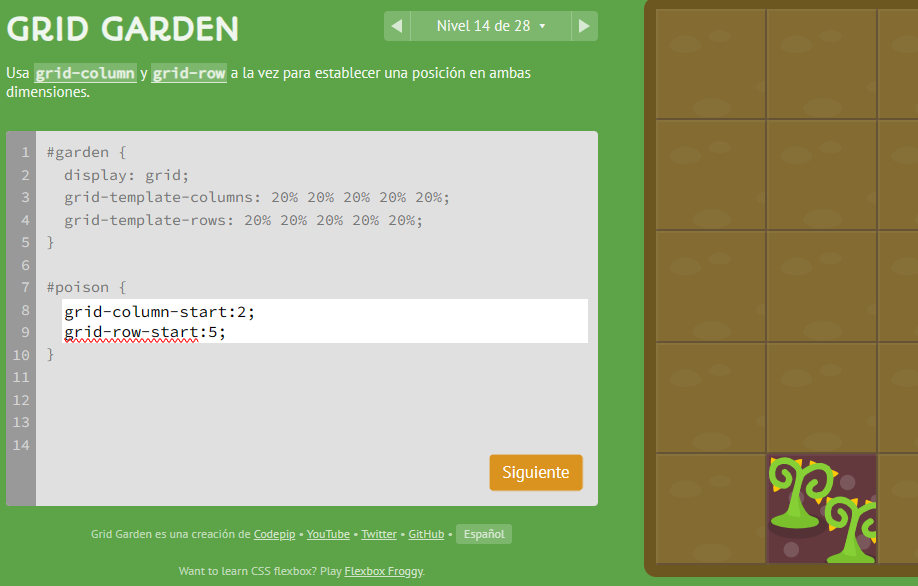 GRID GARDEN
Nivel 14 de 28
Usa grid-column y grid-row a la vez para establecer una posición en ambas
dimensiones.
1 #garden {
2 display: grid;
3 grid-template-columns: 20% 20% 20% 20% 20%;
4 grid-template-rows: 20% 20% 20% 20% 20%;
5 }
6
7 #poison {
8 grid-column-start:2;
9 grid-row-start:5;
10 }
11
12
13
14
Siguiente
Grid Garden es una creación de Codepip • YouTube • Twitter • GitHub • Español
Want to learn CSS flexbox? Play Flexbox Froggy.